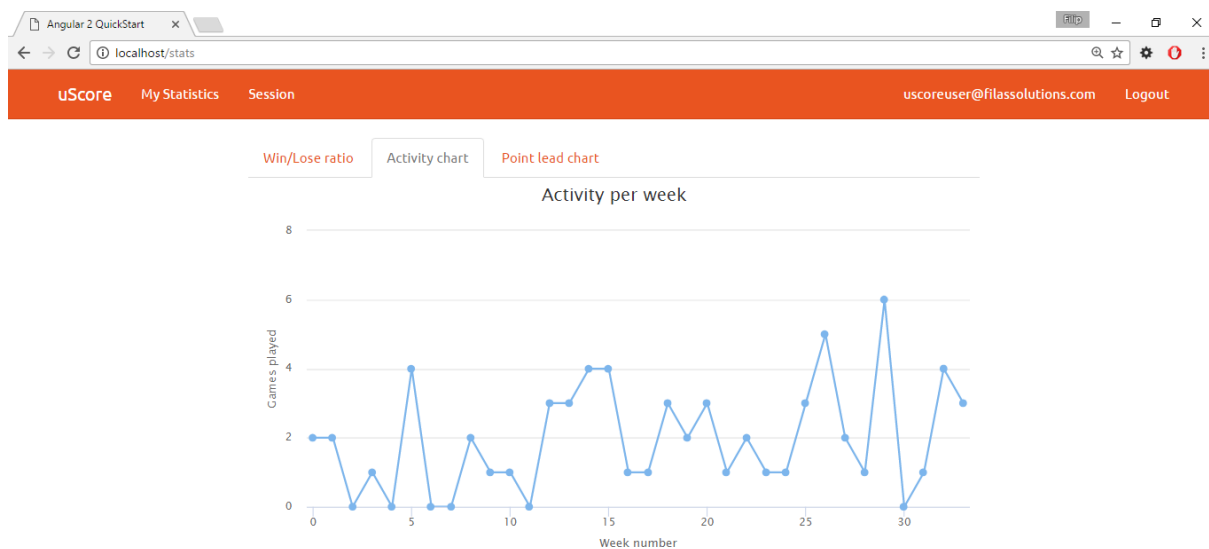 Angular 2 QuickStart
Filip
localhost/stats
uScore My Statistics Session uscoreuser@filassolutions.com Logout
Win/Lose ratio Activity chart Point lead chart
Activity per week
8
6
4
2
0
Games played
0 5 10 15 20 25 30
Week number